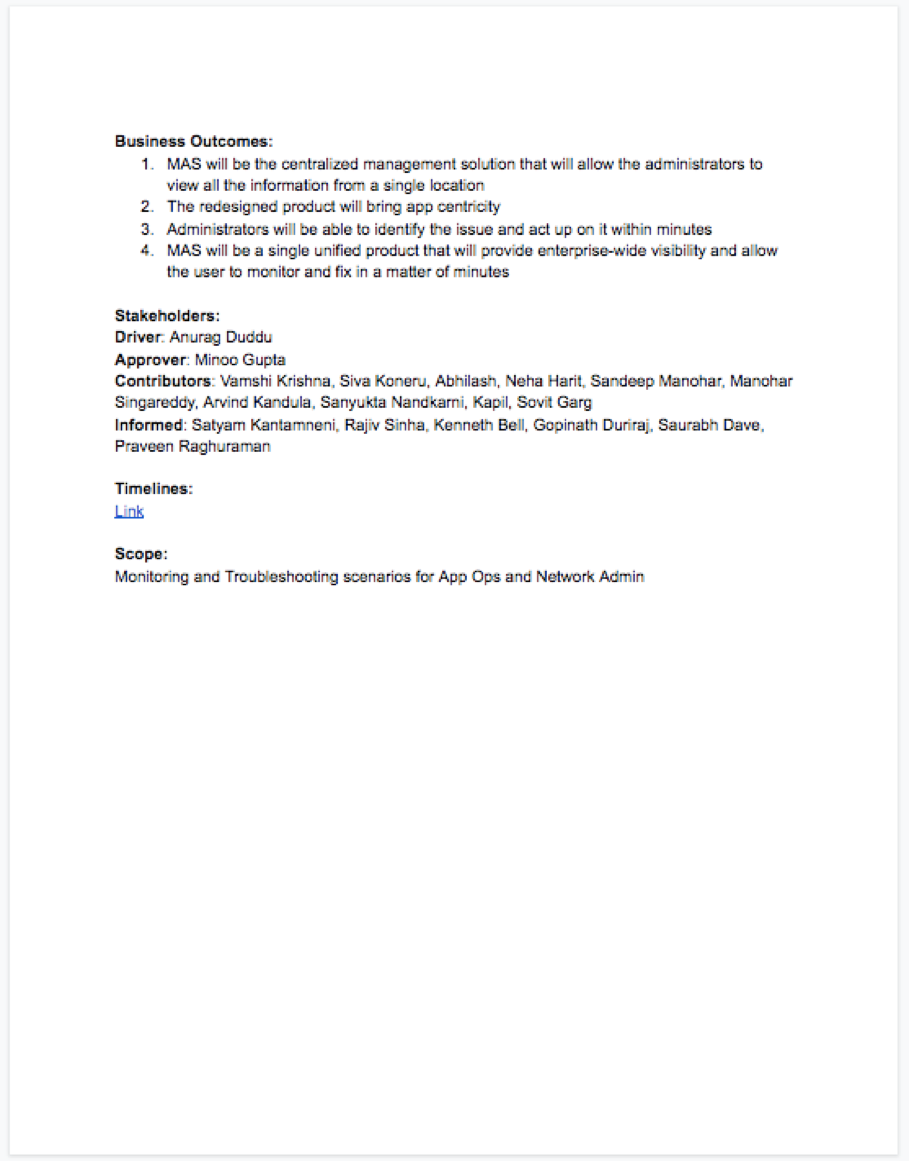 Business Outcomes:
1. MAS will be the centralized management solution that will allow the administrators to
view all the information from a single location
2. The redesigned product will bring app centricity
3. Administrators will be able to identify the issue and act up on it within minutes
4. MAS will be a single unified product that will provide enterprise-wide visibility and allow
the user to monitor and fix in a matter of minutes
Stakeholders:
Driver: Anurag Duddu
Approver: Minoo Gupta
Contributors: Vamshi Krishna, Siva Koneru, Abhilash, Neha Harit, Sandeep Manohar, Manohar
Singareddy, Arvind Kandula, Sanyukta Nandkarni, Kapil, Sovit Garg
Informed: Satyam Kantamneni, Rajiv Sinha, Kenneth Bell, Gopinath Duriraj, Saurabh Dave,
Praveen Raghuraman
Timelines:
Link
Scope:
Monitoring and Troubleshooting scenarios for App Ops and Network Admin